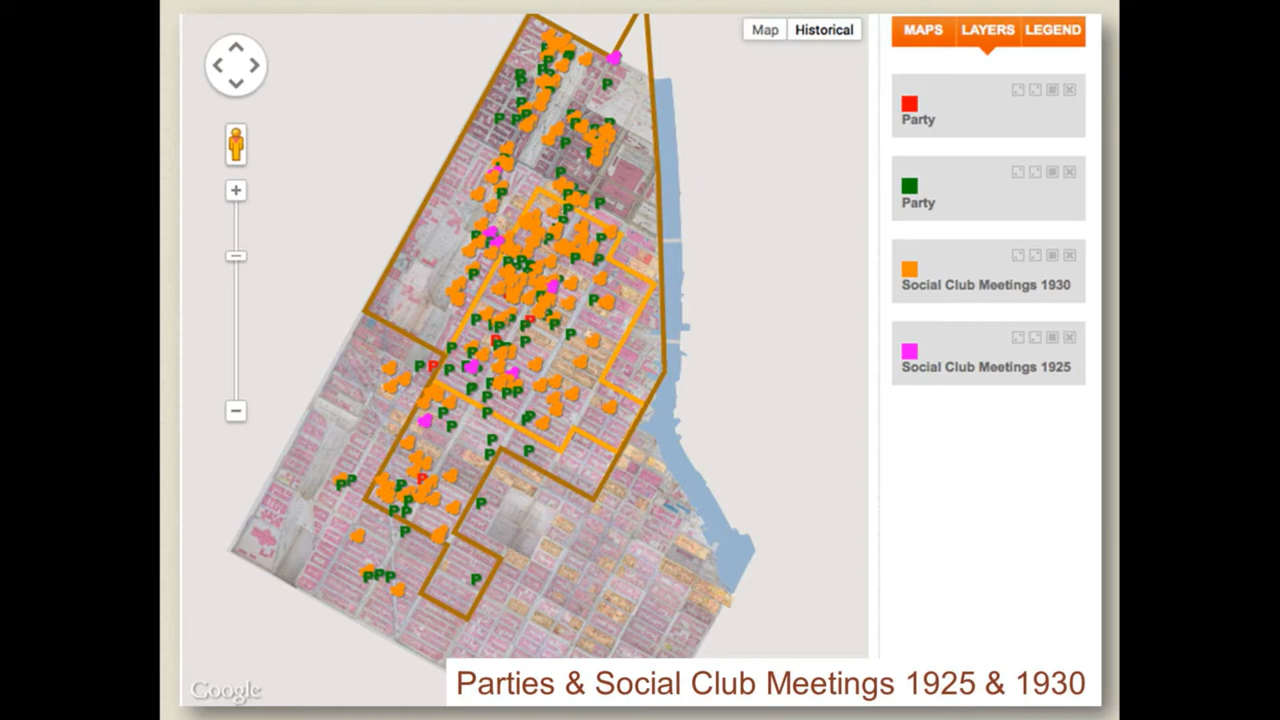 Map Historical
MAPS LAYERS LEGEND
Party
Party
Social Club Meetings 1930
Social Club Meetings 1925
Google
Parties & Social Club Meetings 1925 & 1930